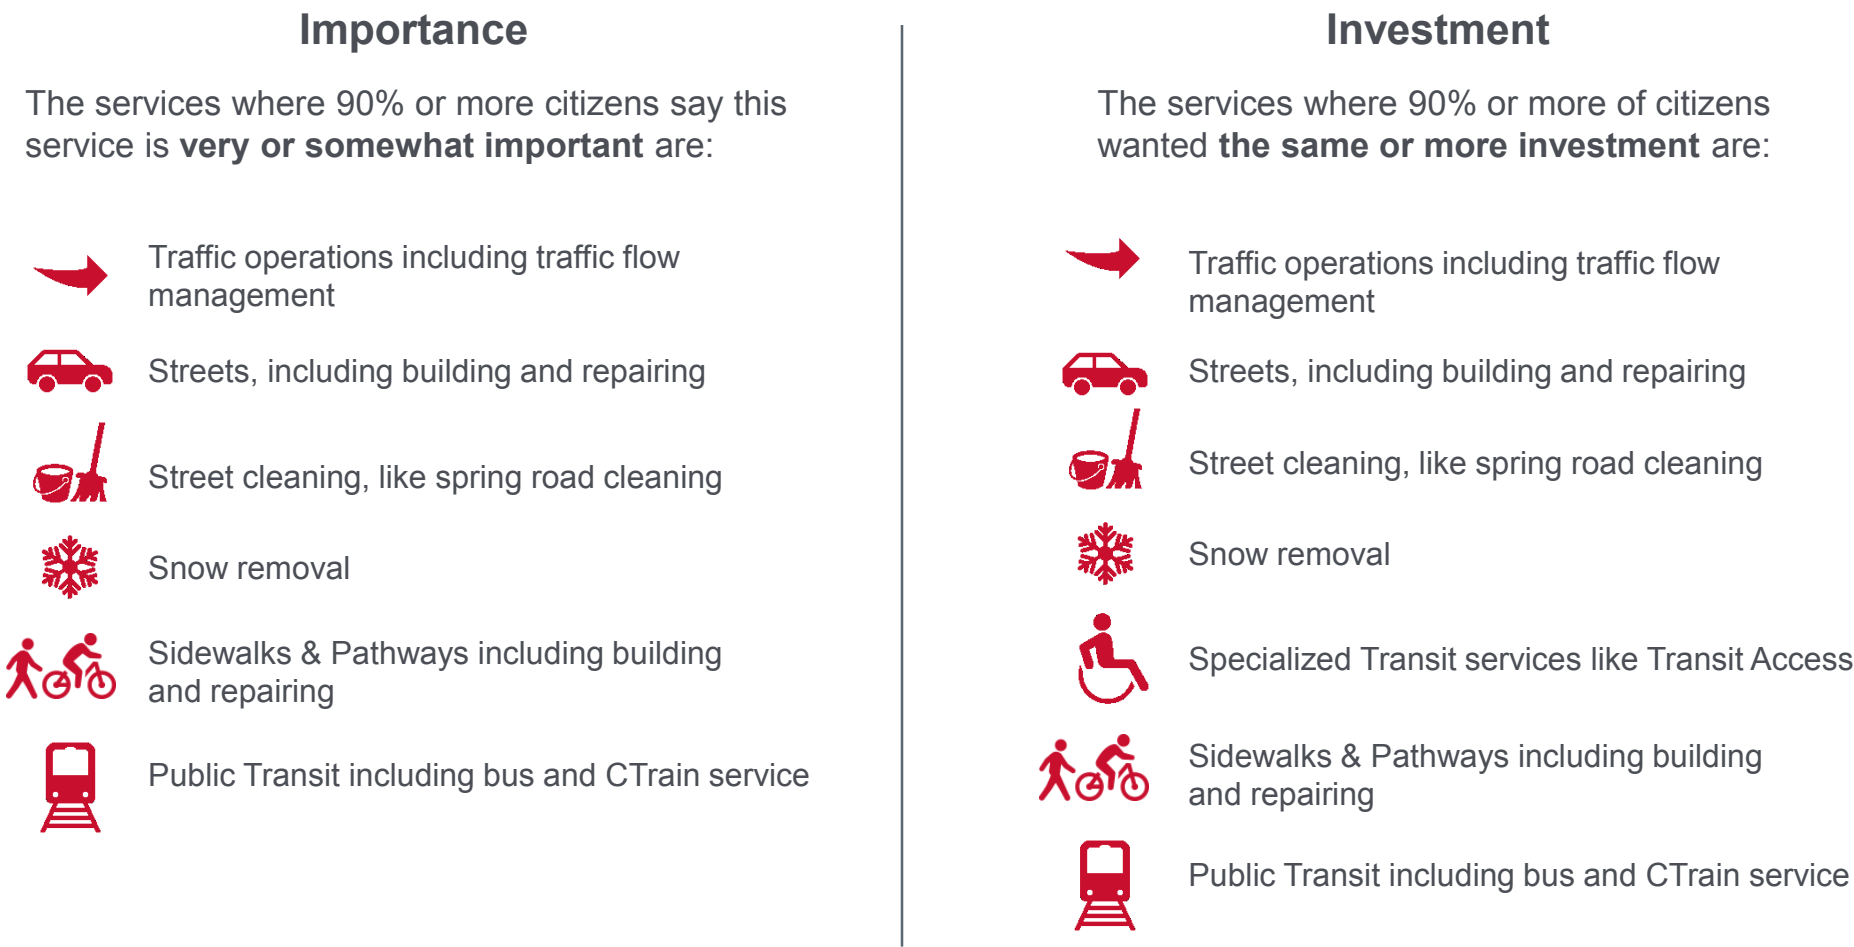 Importance
The services where 90% or more citizens say this
service is very or somewhat important are:
Traffic operations including traffic flow
management
Streets, including building and repairing
Street cleaning, like spring road cleaning
Snow removal
Sidewalks & Pathways including building
and repairing
Public Transit including bus and CTrain service
Investment
The services where 90% or more of citizens
wanted the same or more investment are:
Traffic operations including traffic flow
management
Streets, including building and repairing
Street cleaning, like spring road cleaning
Snow removal
Specialized Transit services like Transit Access
Sidewalks & Pathways including building
and repairing
Public Transit including bus and CTrain service